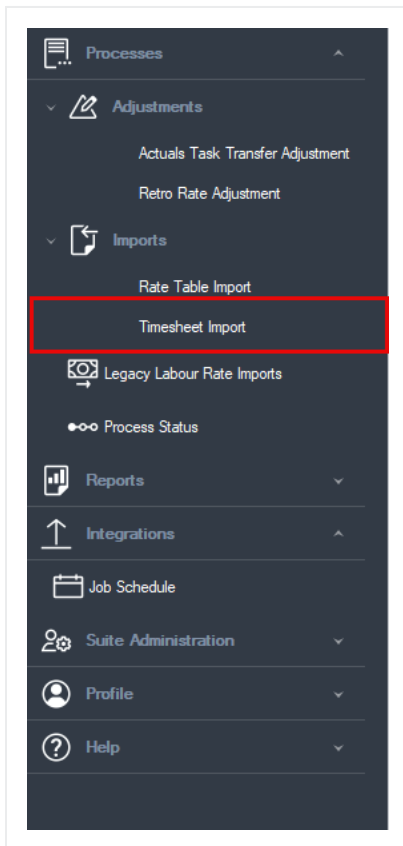 Processes
Adjustments
Actuals Task Transfer Adjustment
Retro Rate Adjustment
Imports
Rate Table Import
Timesheet Import
Legacy Labour Rate Imports
Process Status
Reports
Integrations
Job Schedule
Suite Administration
Profile
Help